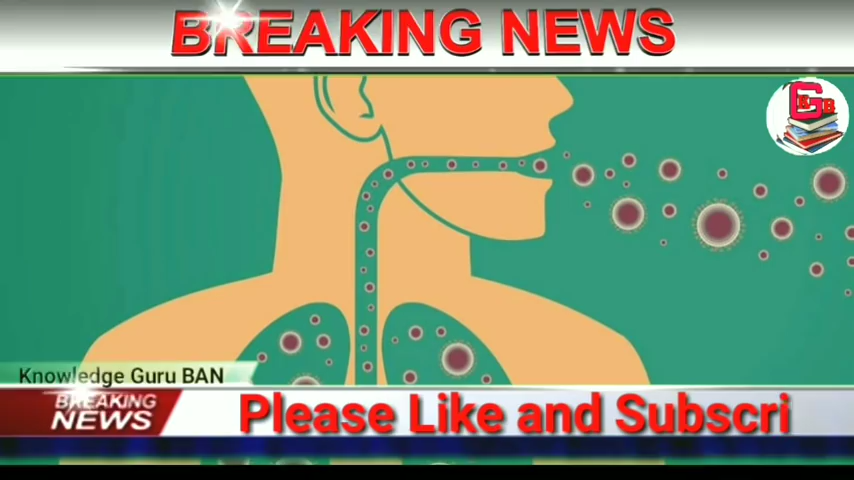 BREAKING NEWS
Knowledge Guru BAN
BREAKING
NEWS
Please Like and Subscri